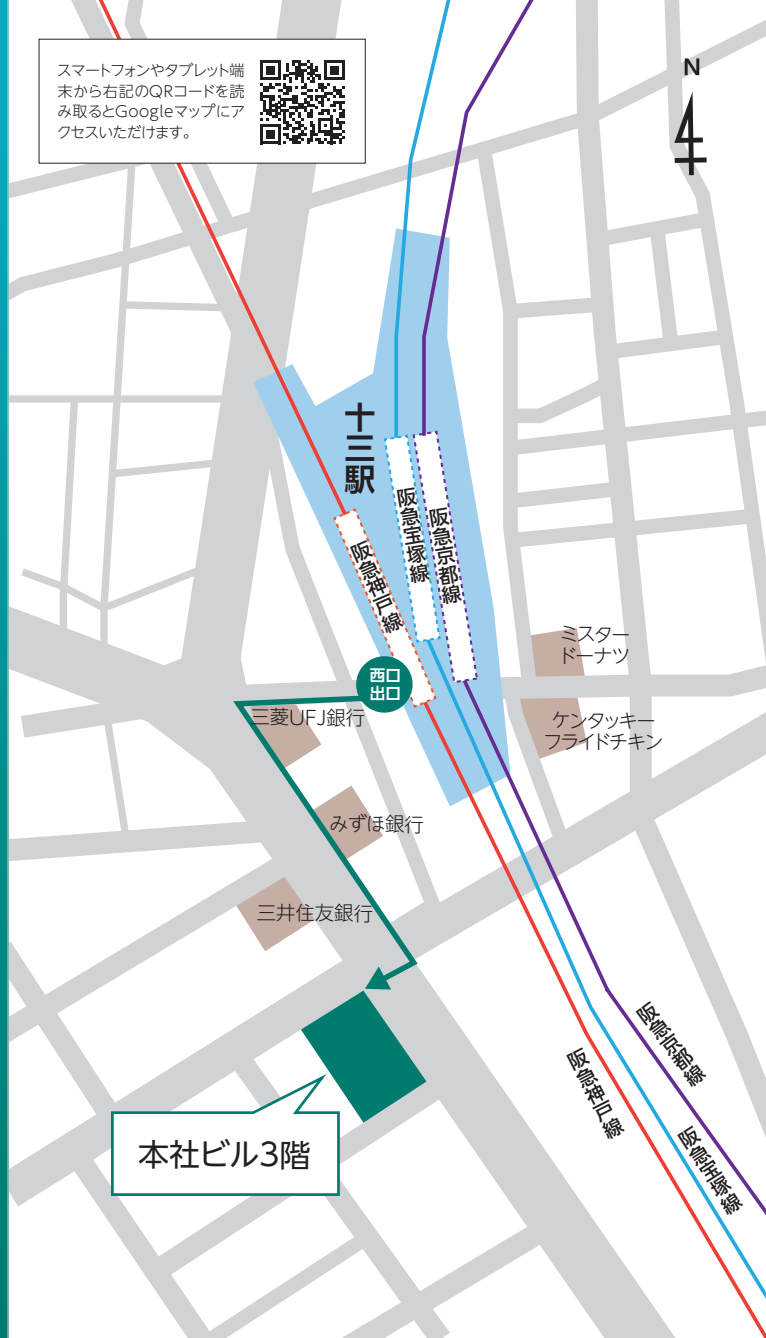 スマートフォンやタブレット端
末から右記のQRコードを読
み取るとGoogleマップにア
クセスいただけます。
N
十三駅
阪急神戸線
阪急宝塚線
阪急京都線
西口
出口
三菱UFJ銀行
みずほ銀行
三井住友銀行
ミスター
ドーナツ
ケンタッキー
フライドチキン
本社ビル3階
阪急神戸線
阪急京都線
阪急宝塚線